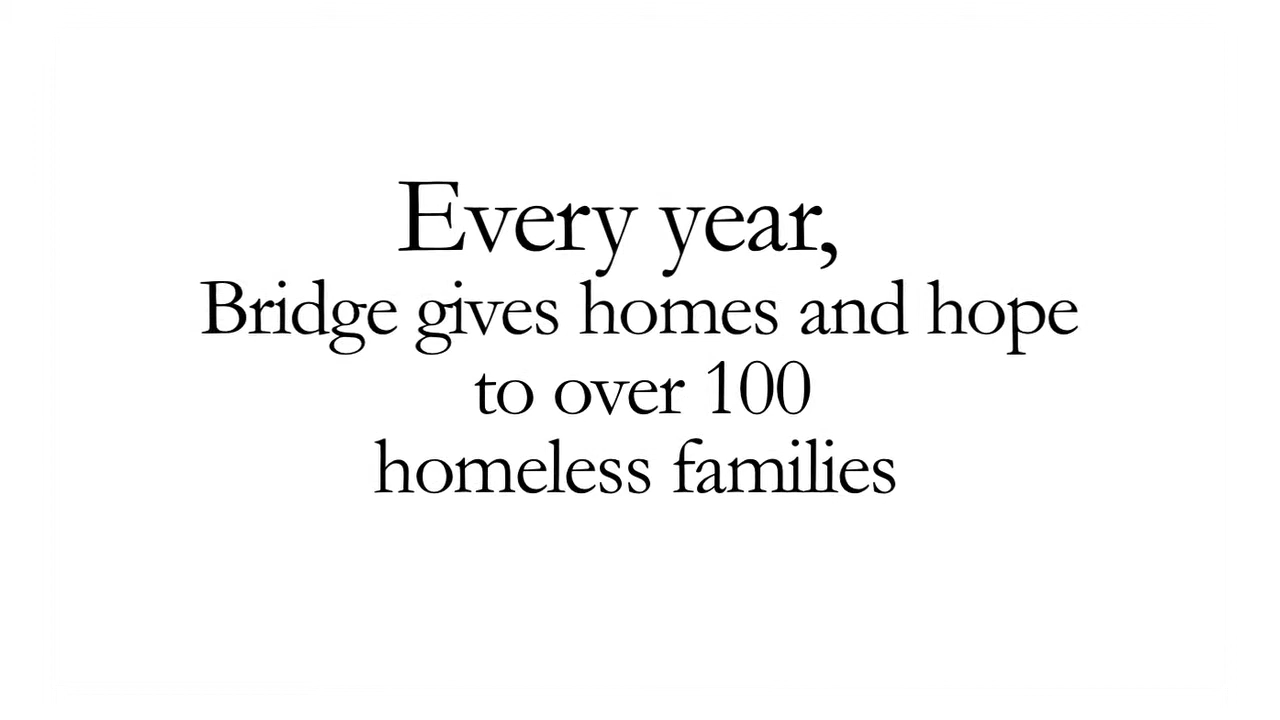 Every year,
Bridge gives homes and hope
to over 100
homeless families